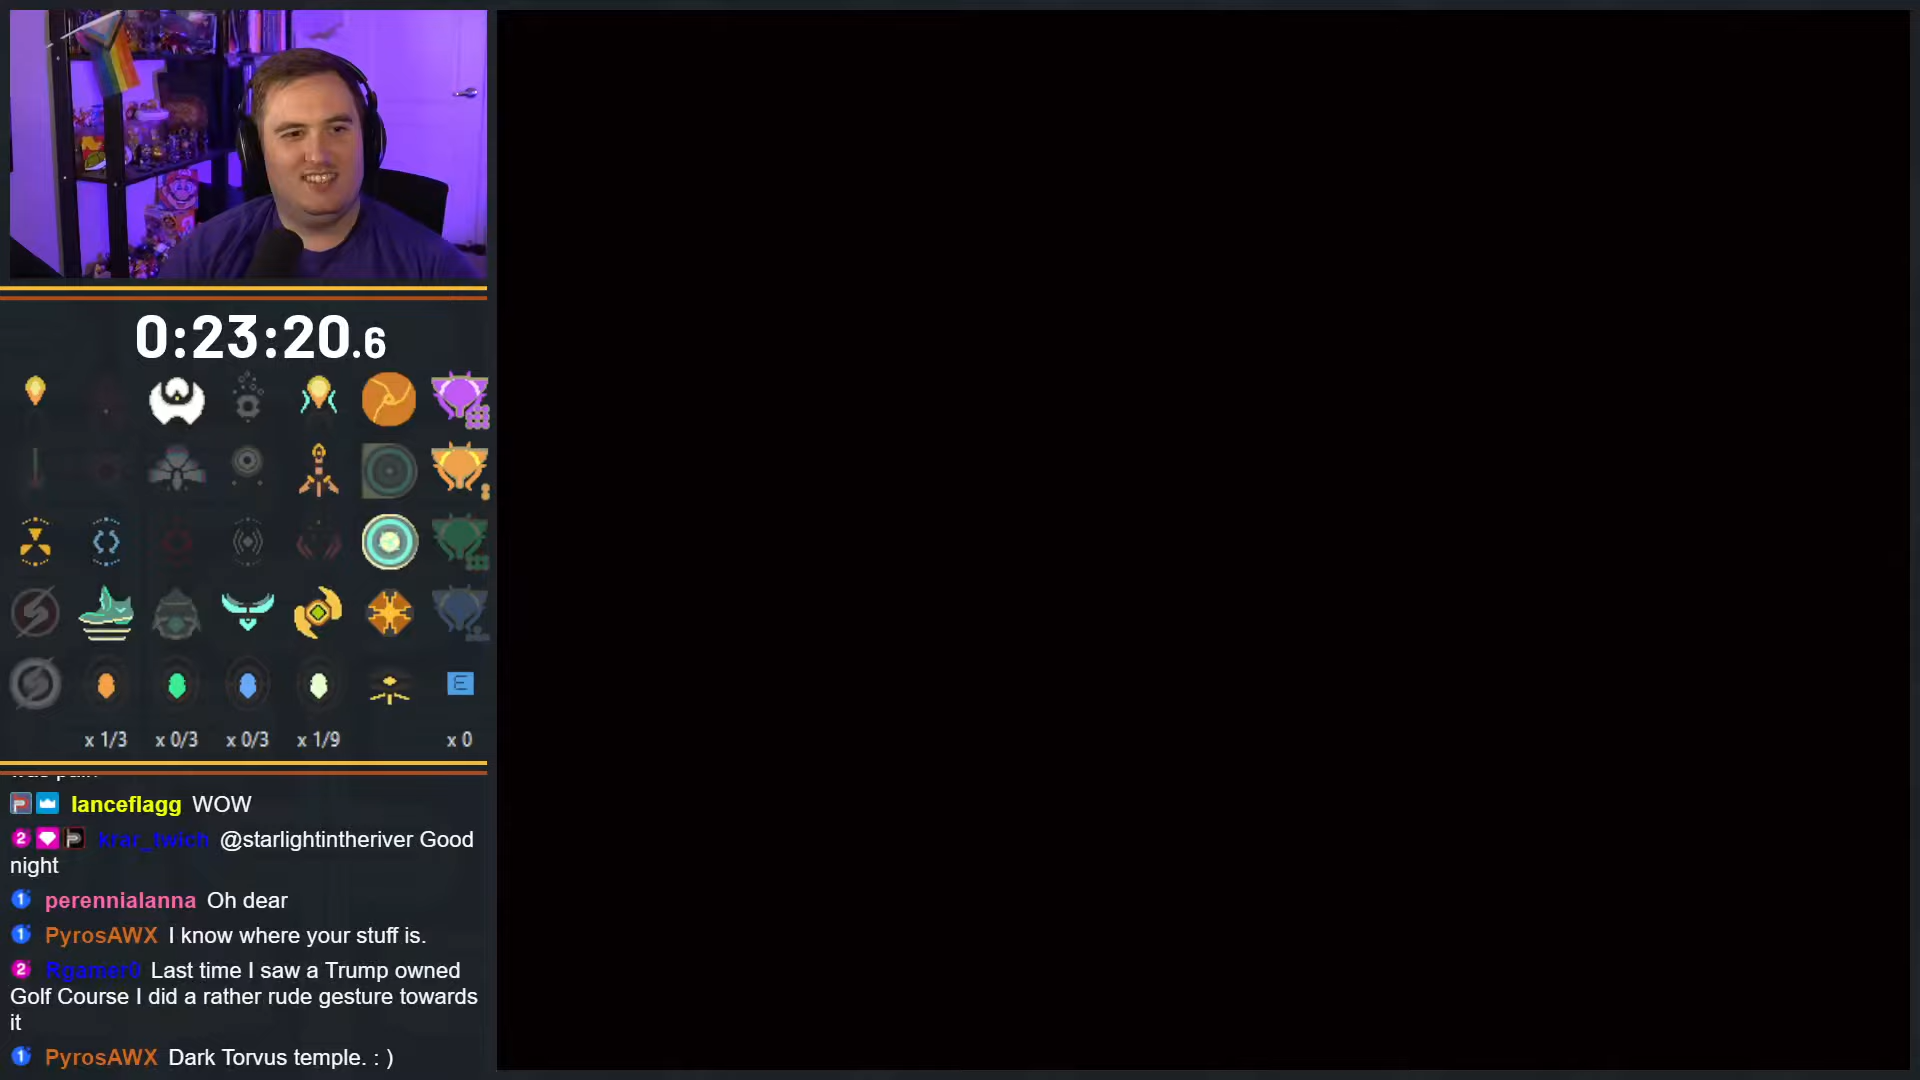 0:23:20.6
E
x 1/3 x 0/3 x 0/3 x 1/9 x 0
lanceflagg WOW
krar_twich @starlightintheriver Good
night
perennialanna Oh dear
PyrosAWX I know where your stuff is.
Rgamer0 Last time I saw a Trump owned
Golf Course I did a rather rude gesture towards
it
PyrosAWX Dark Torvus temple. : )